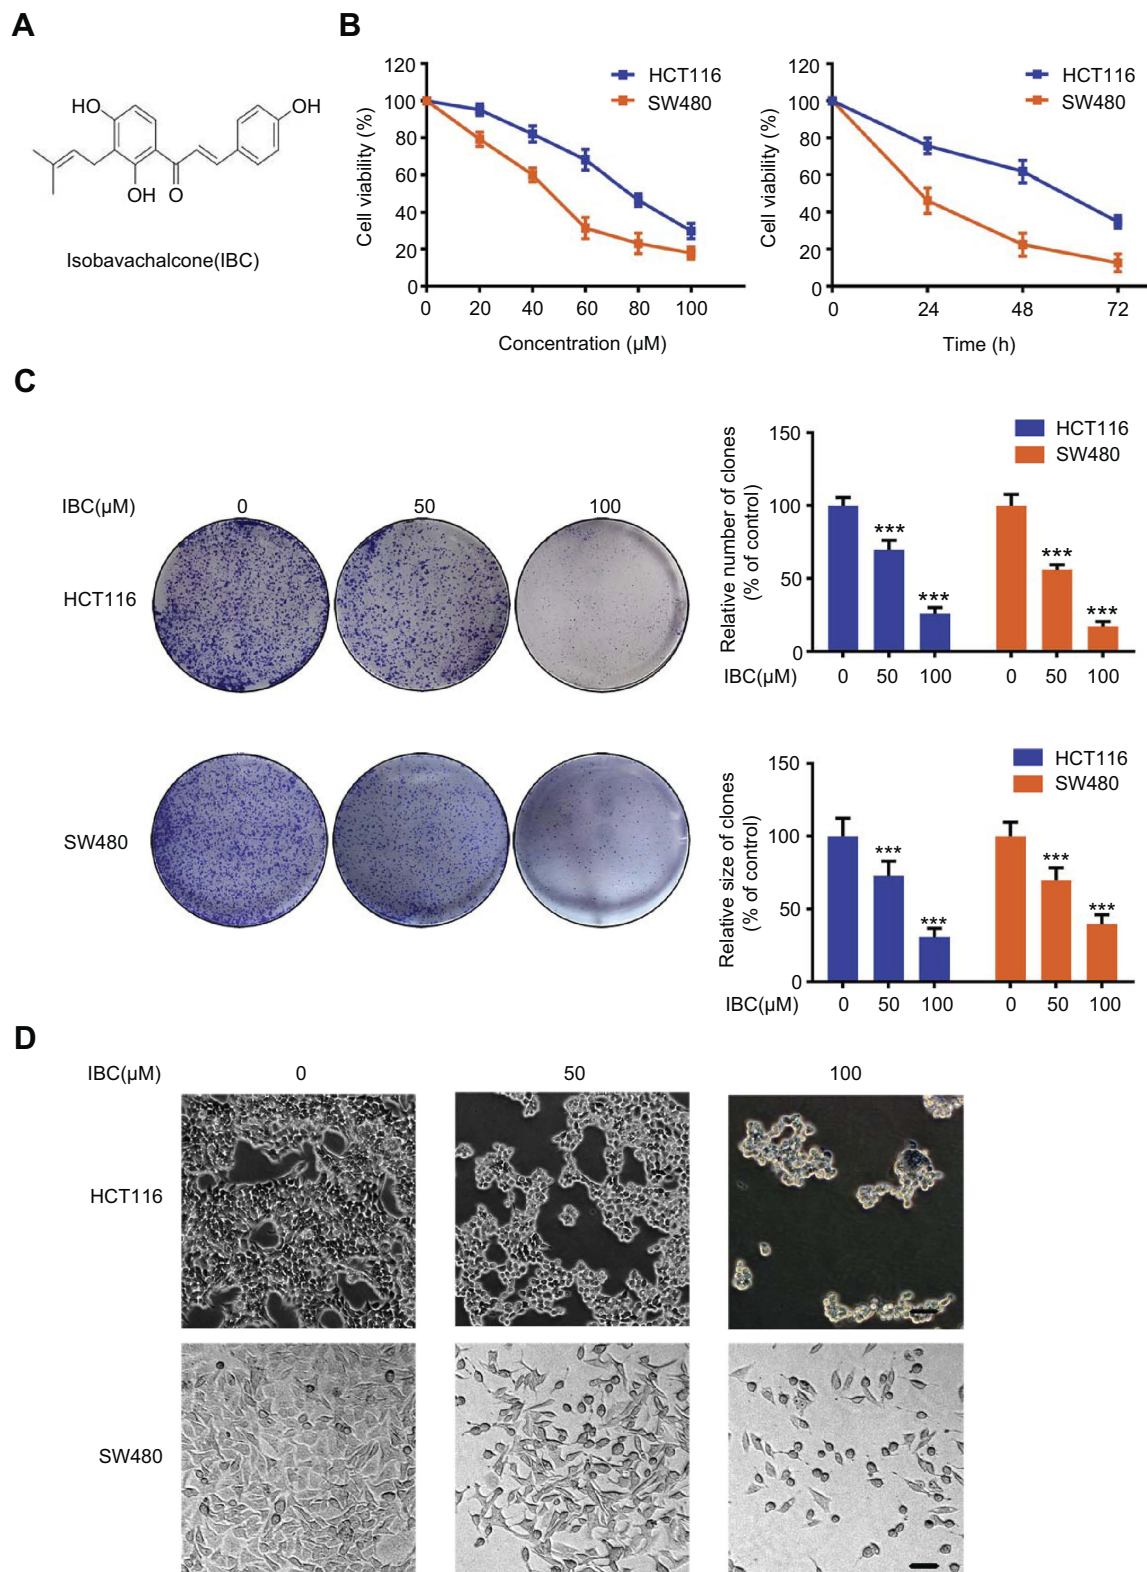 A
HO
OH
OH
O
Isobavachalcone(IBC)
B
120
100
80
60
40
20
0
Cell viability (%)
HCT116
SW480
0 20 40 60 80 100
Concentration (µM)
120
100
80
60
40
20
0
Cell viability (%)
HCT116
SW480
0 24 48 72
Time (h)
C
IBC(µM) 0 50 100
HCT116
SW480
Relative number of clones
(% of control)
150
100
50
0
HCT116
SW480
*** *** *** ***
IBC(µM) 0 50 100 0 50 100
Relative size of clones
(% of control)
150
100
50
0
HCT116
SW480
*** *** *** ***
IBC(µM) 0 50 100 0 50 100
D
IBC(µM) 0 50 100
HCT116
SW480